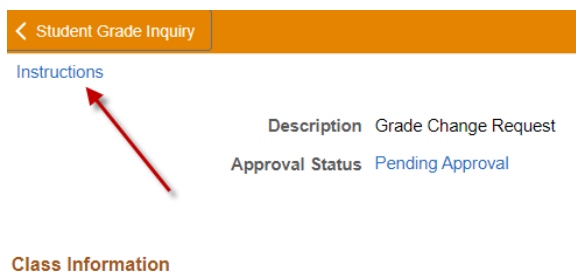 Student Grade Inquiry
Instructions
Description Grade Change Request
Approval Status Pending Approval
Class Information